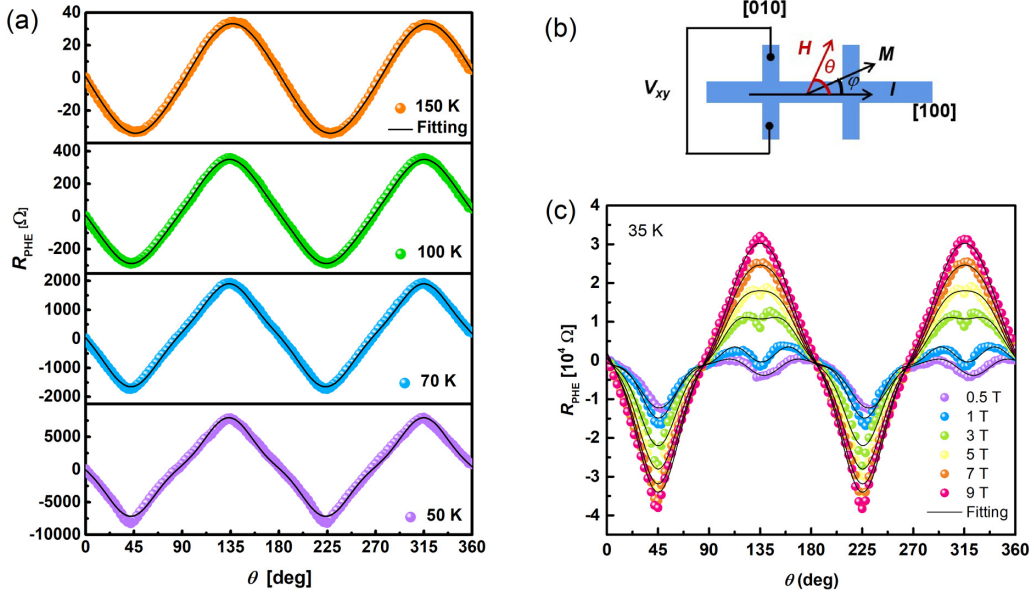 (a)
R_PHE [Ω]
40
20
0
-20
150 K
Fitting
400
200
0
-200
100 K
2000
1000
0
-1000
-2000
70 K
5000
0
-5000
-10000
50 K
0 45 90 135 180 225 270 315 360
θ [deg]
(b)
[010]
H
M
θ
φ
I
V_xy
[100]
(c)
35 K
R_PHE [10⁴ Ω]
4
3
2
1
0
-1
-2
-3
-4
0.5 T
1 T
3 T
5 T
7 T
9 T
Fitting
0 45 90 135 180 225 270 315 360
θ (deg)